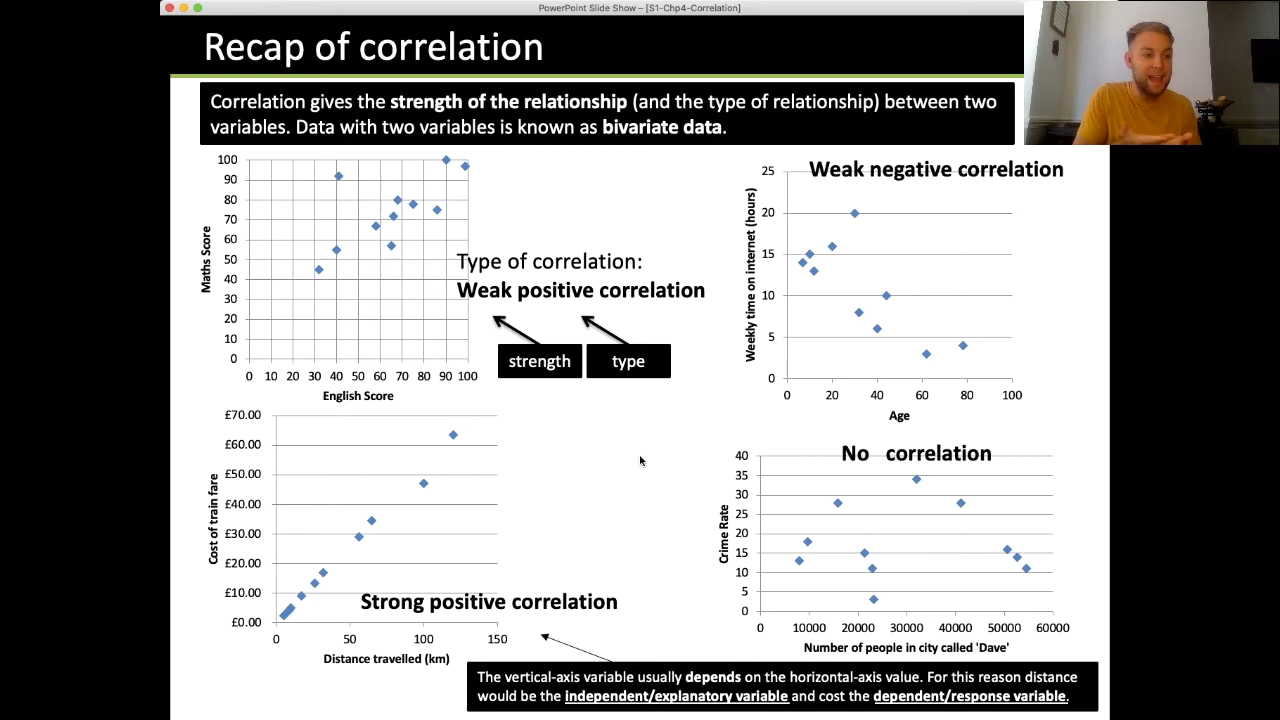 PowerPoint Slide Show – [S1-Chp4-Correlation]
Recap of correlation
Correlation gives the strength of the relationship (and the type of relationship) between two
variables. Data with two variables is known as bivariate data.
100
90
80
70
60
50
40
30
20
10
0
Maths Score
0 10 20 30 40 50 60 70 80 90 100
English Score
Type of correlation:
Weak positive correlation
strength
type
Weak negative correlation
25
20
15
10
5
0
Weekly time on internet (hours)
0 20 40 60 80 100
Age
£70.00
£60.00
£50.00
£40.00
£30.00
£20.00
£10.00
£0.00
Cost of train fare
0 50 100 150
Distance travelled (km)
Strong positive correlation
No correlation
40
35
30
25
20
15
10
5
0
Crime Rate
0 10000 20000 30000 40000 50000 60000
Number of people in city called 'Dave'
The vertical-axis variable usually depends on the horizontal-axis value. For this reason distance
would be the independent/explanatory variable and cost the dependent/response variable.